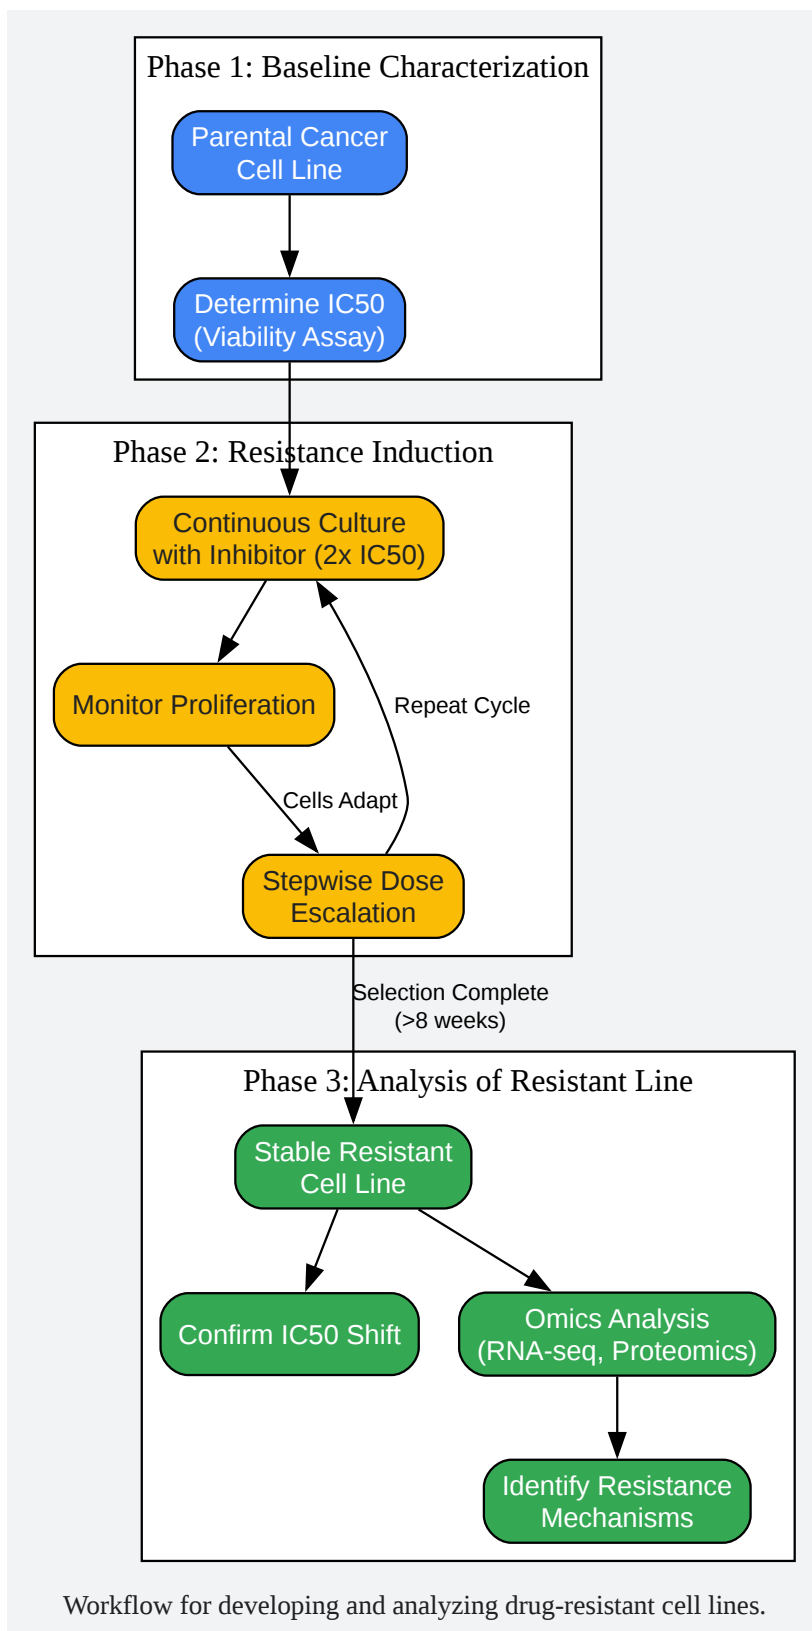 Phase 1: Baseline Characterization
Parental Cancer
Cell Line
Determine IC50
(Viability Assay)
Phase 2: Resistance Induction
Continuous Culture
with Inhibitor (2x IC50)
Monitor Proliferation
Repeat Cycle
Cells Adapt
Stepwise Dose
Escalation
Selection Complete
(>8 weeks)
Phase 3: Analysis of Resistant Line
Stable Resistant
Cell Line
Confirm IC50 Shift
Omics Analysis
(RNA-seq, Proteomics)
Identify Resistance
Mechanisms
Workflow for developing and analyzing drug-resistant cell lines.